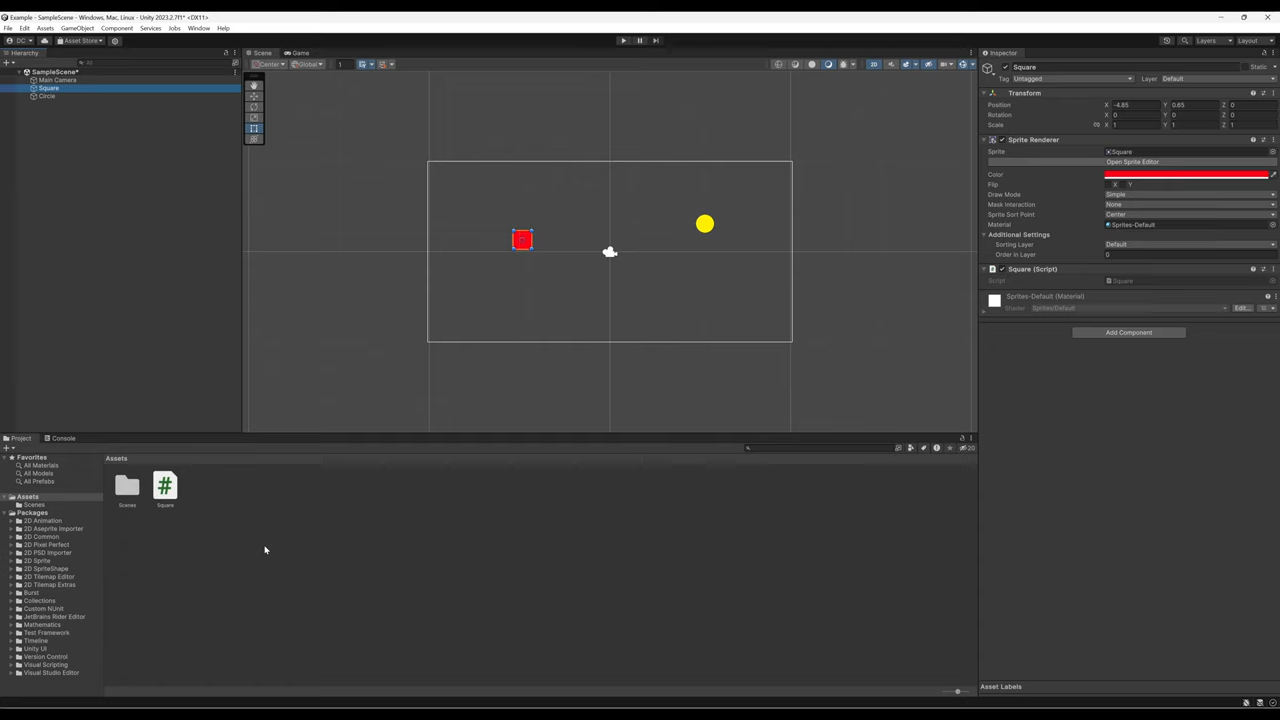 Example - SampleScene - Windows, Mac, Linux - Unity 2023.2.7f1* <DX11>
File Edit Assets GameObject Component Services Jobs Window Help
DC Asset Store Layers Layout
Hierarchy
All
SampleScene*
Main Camera
Square
Circle
Scene Game
Center Global 1 2D
Inspector
Square Static
Tag Untagged Layer Default
Transform
Position X -4.85 Y 0.65 Z 0
Rotation X 0 Y 0 Z 0
Scale X 1 Y 1 Z 1
Sprite Renderer
Sprite Square
Open Sprite Editor
Color
Flip X Y
Draw Mode Simple
Mask Interaction None
Sprite Sort Point Center
Material Sprites-Default
Additional Settings
Sorting Layer Default
Order in Layer 0
Square (Script)
Script Square
Sprites-Default (Material)
Shader Sprites/Default Edit...
Add Component
Asset Labels
Project Console
20
Favorites
All Materials
All Models
All Prefabs
Assets
Scenes
Packages
2D Animation
2D Aseprite Importer
2D Common
2D Pixel Perfect
2D PSD Importer
2D Sprite
2D SpriteShape
2D Tilemap Editor
2D Tilemap Extras
Burst
Collections
Custom NUnit
JetBrains Rider Editor
Mathematics
Test Framework
Timeline
Unity UI
Version Control
Visual Scripting
Visual Studio Editor
Assets
#
Scenes Square